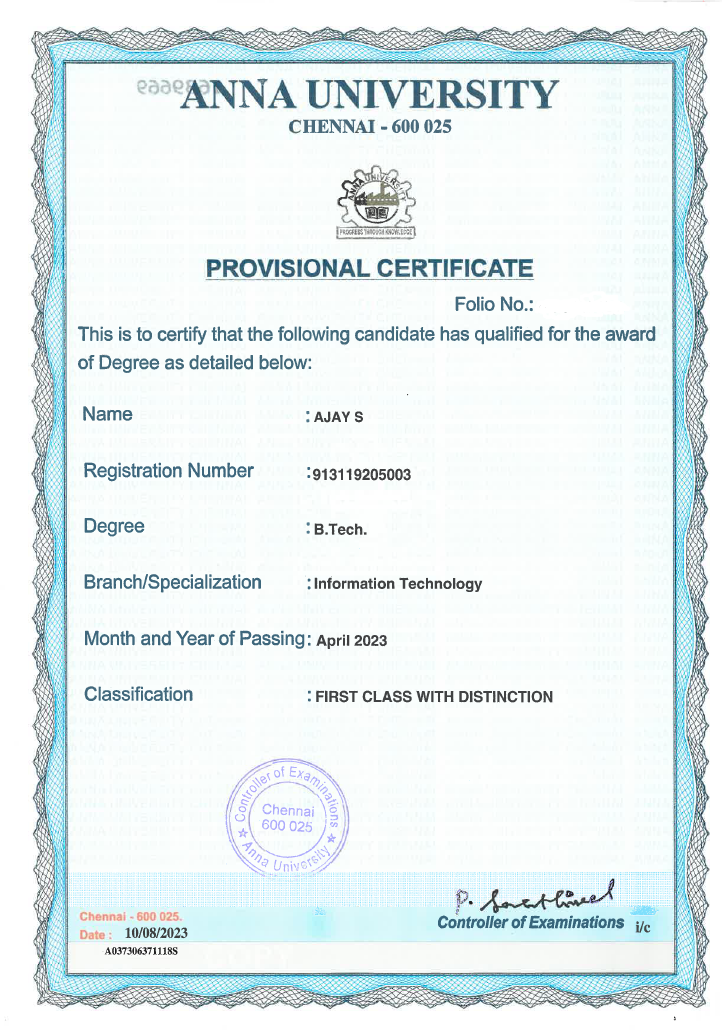 ANNA UNIVERSITY
CHENNAI - 600 025
ANNA UNIVERSITY
PROGRESS THROUGH KNOWLEDGE
PROVISIONAL CERTIFICATE
Folio No.:
This is to certify that the following candidate has qualified for the award
of Degree as detailed below:
Name : AJAY S
Registration Number : 913119205003
Degree : B.Tech.
Branch/Specialization : Information Technology
Month and Year of Passing : April 2023
Classification : FIRST CLASS WITH DISTINCTION
Controller of Examinations
Chennai
600 025
Anna University
P.
Chennai - 600 025.
Controller of Examinations i/c
Date : 10/08/2023
A037306371118S